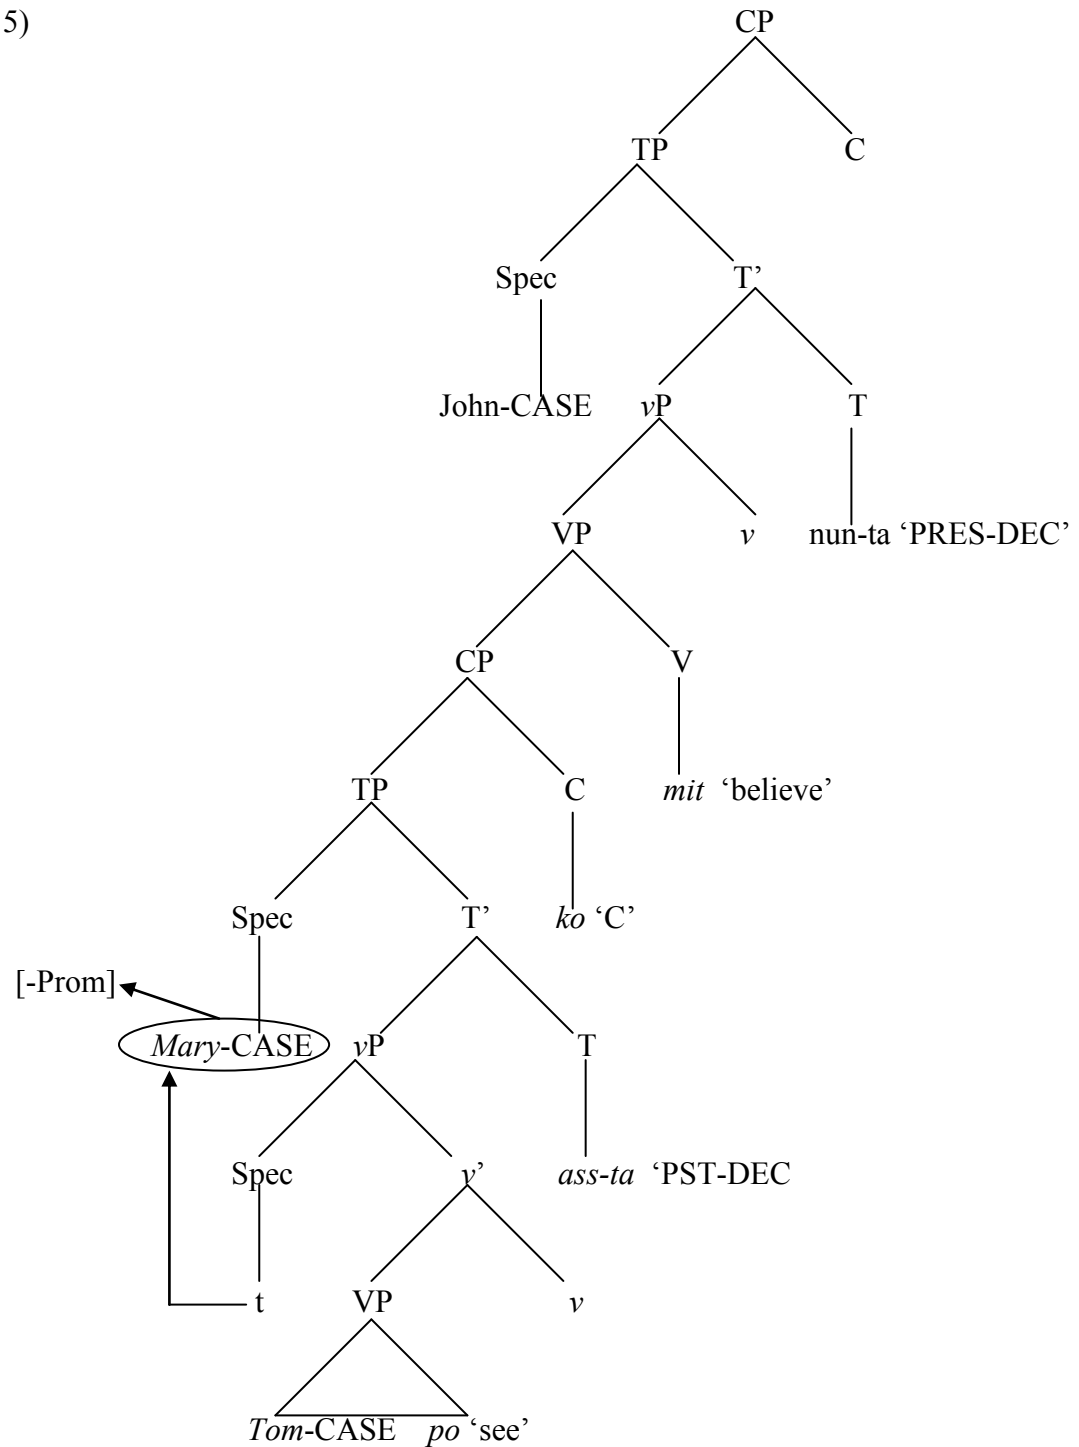 5)
CP
TP C
Spec T’
John-CASE vP T
VP v nun-ta ‘PRES-DEC’
CP V
TP C mit ‘believe’
Spec T’ ko ‘C’
[-Prom]
Mary-CASE vP T
Spec v’ ass-ta ‘PST-DEC
t VP v
Tom-CASE po ‘see’